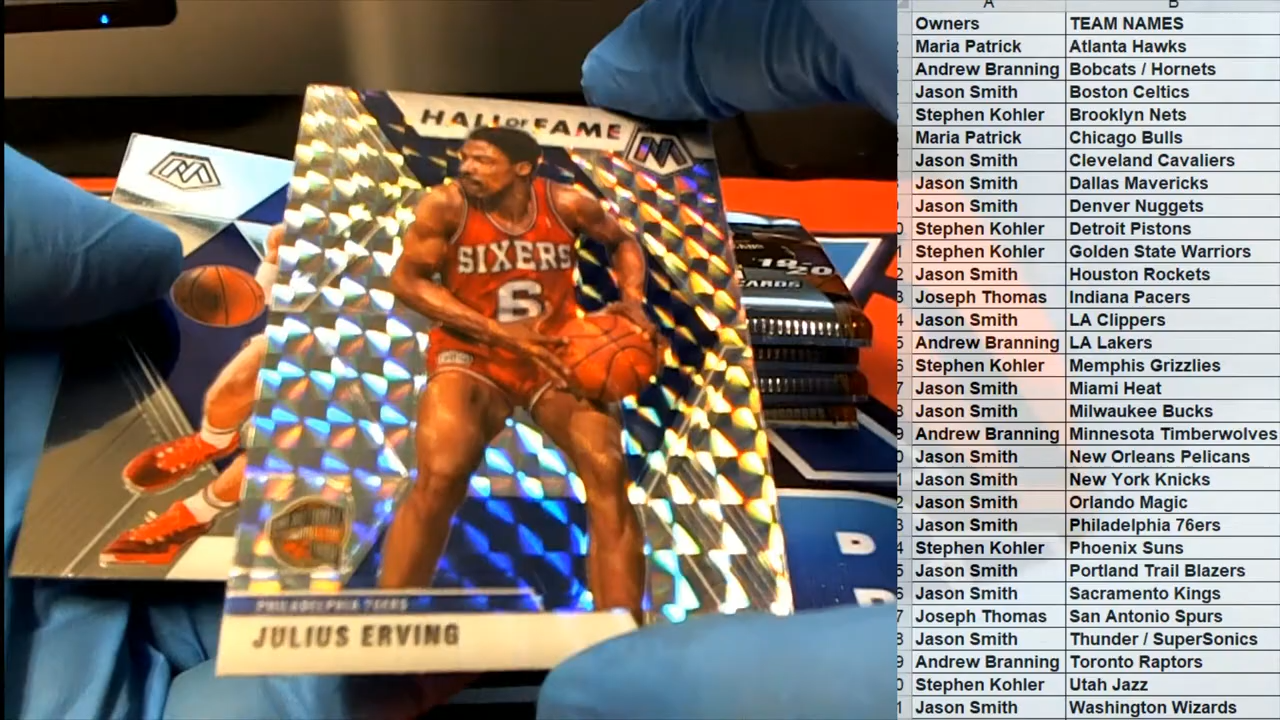 HALL OF FAME
SIXERS
6
PHILADELPHIA 76ERS
JULIUS ERVING
19-
20
CARDS
A B
Owners TEAM NAMES
Maria Patrick Atlanta Hawks
Andrew Branning Bobcats / Hornets
Jason Smith Boston Celtics
Stephen Kohler Brooklyn Nets
Maria Patrick Chicago Bulls
Jason Smith Cleveland Cavaliers
Jason Smith Dallas Mavericks
Jason Smith Denver Nuggets
Stephen Kohler Detroit Pistons
Stephen Kohler Golden State Warriors
Jason Smith Houston Rockets
Joseph Thomas Indiana Pacers
Jason Smith LA Clippers
Andrew Branning LA Lakers
Stephen Kohler Memphis Grizzlies
Jason Smith Miami Heat
Jason Smith Milwaukee Bucks
Andrew Branning Minnesota Timberwolves
Jason Smith New Orleans Pelicans
Jason Smith New York Knicks
Jason Smith Orlando Magic
Jason Smith Philadelphia 76ers
Stephen Kohler Phoenix Suns
Jason Smith Portland Trail Blazers
Jason Smith Sacramento Kings
Joseph Thomas San Antonio Spurs
Jason Smith Thunder / SuperSonics
Andrew Branning Toronto Raptors
Stephen Kohler Utah Jazz
Jason Smith Washington Wizards